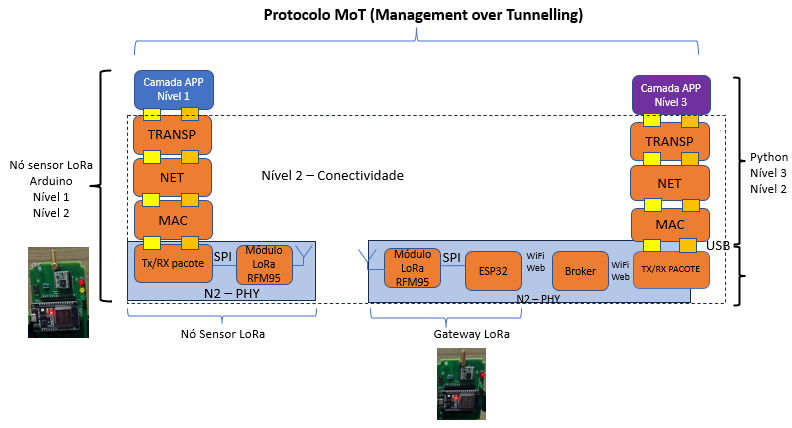 Protocolo MoT (Management over Tunnelling)
Camada APP
Nível 1
TRANSP
NET
MAC
Tx/RX pacote
SPI
Módulo
LoRa
RFM95
N2 – PHY
Nó sensor LoRa
Arduino
Nível 1
Nível 2
Nó Sensor LoRa
Nível 2 – Conectividade
Módulo
LoRa
RFM95
SPI
ESP32
WiFi
Web
Broker
WiFi
Web
N2 – PHY
Gateway LoRa
Camada APP
Nível 3
TRANSP
NET
MAC
USB
TX/RX PACOTE
Python
Nível 3
Nível 2